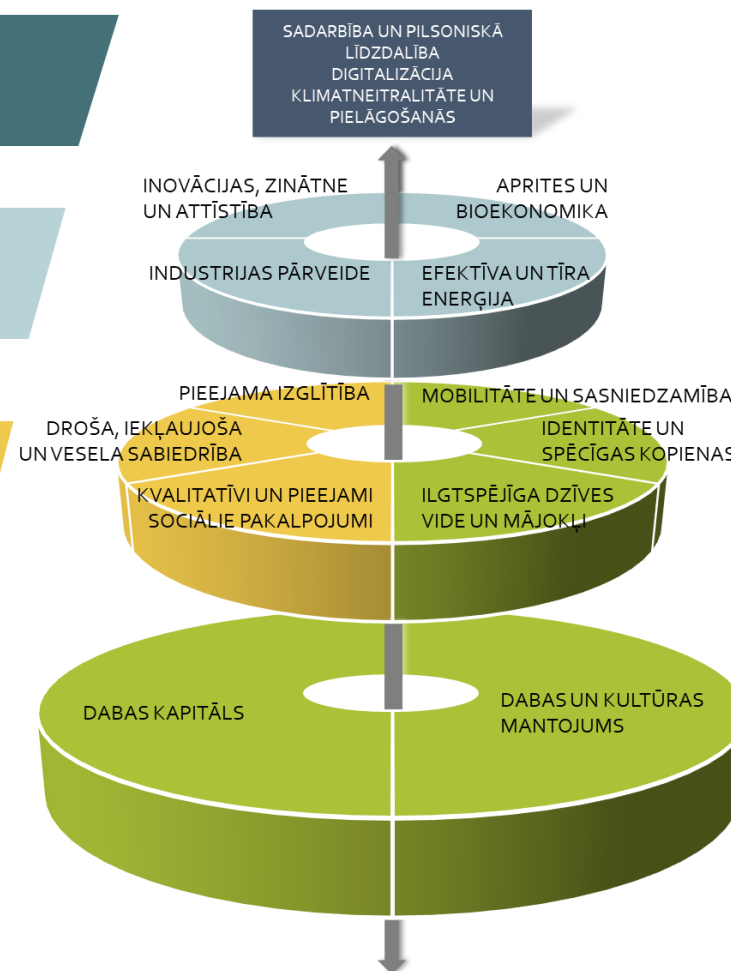 SADARBĪBA UN PILSONISKĀ
LĪDZDALĪBA
DIGITALIZĀCIJA
KLIMATNEITRALITĀTE UN
PIELĀGOŠANĀS
INOVĀCIJAS, ZINĀTNE
UN ATTĪSTĪBA
APRITES UN
BIOEKONOMIKA
INDUSTRIJAS PĀRVEIDE
EFEKTĪVA UN TĪRA
ENERĢIJA
PIEEJAMA IZGLĪTĪBA
MOBILITĀTE UN SASNIEDZAMĪBA
DROŠA, IEKĻAUJOŠA
UN VESELA SABIEDRĪBA
IDENTITĀTE UN
SPĒCĪGAS KOPIENAS
KVALITATĪVI UN PIEEJAMI
SOCIĀLIE PAKALPOJUMI
ILGTSPĒJĪGA DZĪVES
VIDE UN MĀJOKĻI
DABAS KAPITĀLS
DABAS UN KULTŪRAS
MANTOJUMS